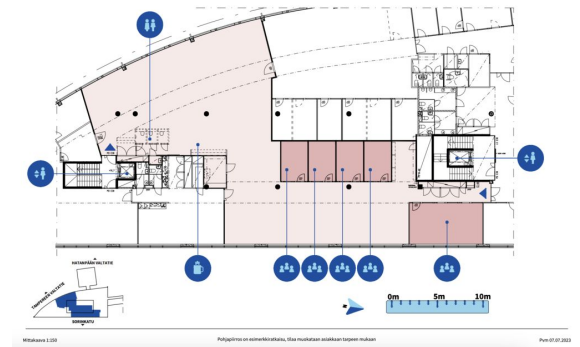 HATANPÄÄN VALTATIE
TAMPEREEN VALTATIE
SORINKATU
0m 5m 10m
Mittakaava 1:150
Pohjapiirros on esimerkkiratkaisu, tilaa muokataan asiakkaan tarpeen mukaan
Pvm 07.07.2023